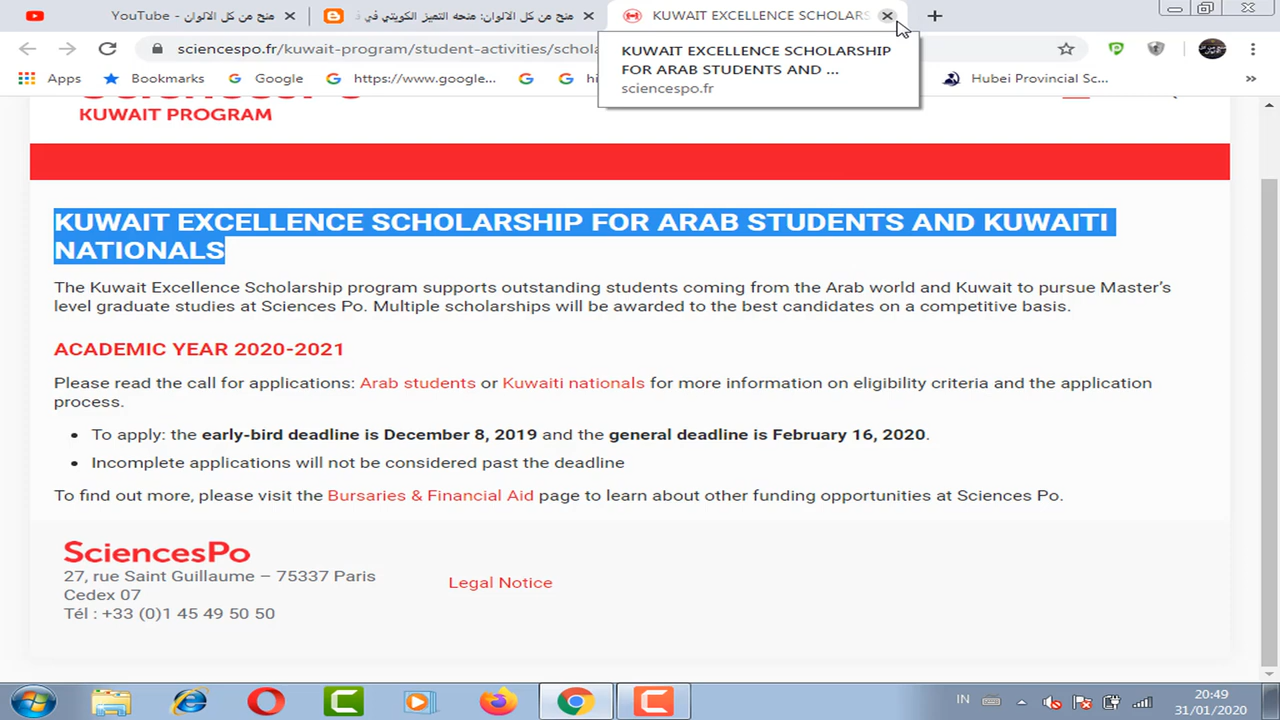 YouTube - منح من كل الالوان
منح من كل الالوان: منحه التميز الكويتي في
KUWAIT EXCELLENCE SCHOLARS
sciencespo.fr/kuwait-program/student-activities/schola
KUWAIT EXCELLENCE SCHOLARSHIP
FOR ARAB STUDENTS AND ...
sciencespo.fr
Apps
Bookmarks
Google
https://www.google...
hi
Hubei Provincial Sc...
»
KUWAIT PROGRAM
KUWAIT EXCELLENCE SCHOLARSHIP FOR ARAB STUDENTS AND KUWAITI
NATIONALS
The Kuwait Excellence Scholarship program supports outstanding students coming from the Arab world and Kuwait to pursue Master's
level graduate studies at Sciences Po. Multiple scholarships will be awarded to the best candidates on a competitive basis.
ACADEMIC YEAR 2020-2021
Please read the call for applications: Arab students or Kuwaiti nationals for more information on eligibility criteria and the application
process.
• To apply: the early-bird deadline is December 8, 2019 and the general deadline is February 16, 2020.
• Incomplete applications will not be considered past the deadline
To find out more, please visit the Bursaries & Financial Aid page to learn about other funding opportunities at Sciences Po.
SciencesPo
27, rue Saint Guillaume – 75337 Paris
Cedex 07
Tél : +33 (0)1 45 49 50 50
Legal Notice
IN
20:49
31/01/2020